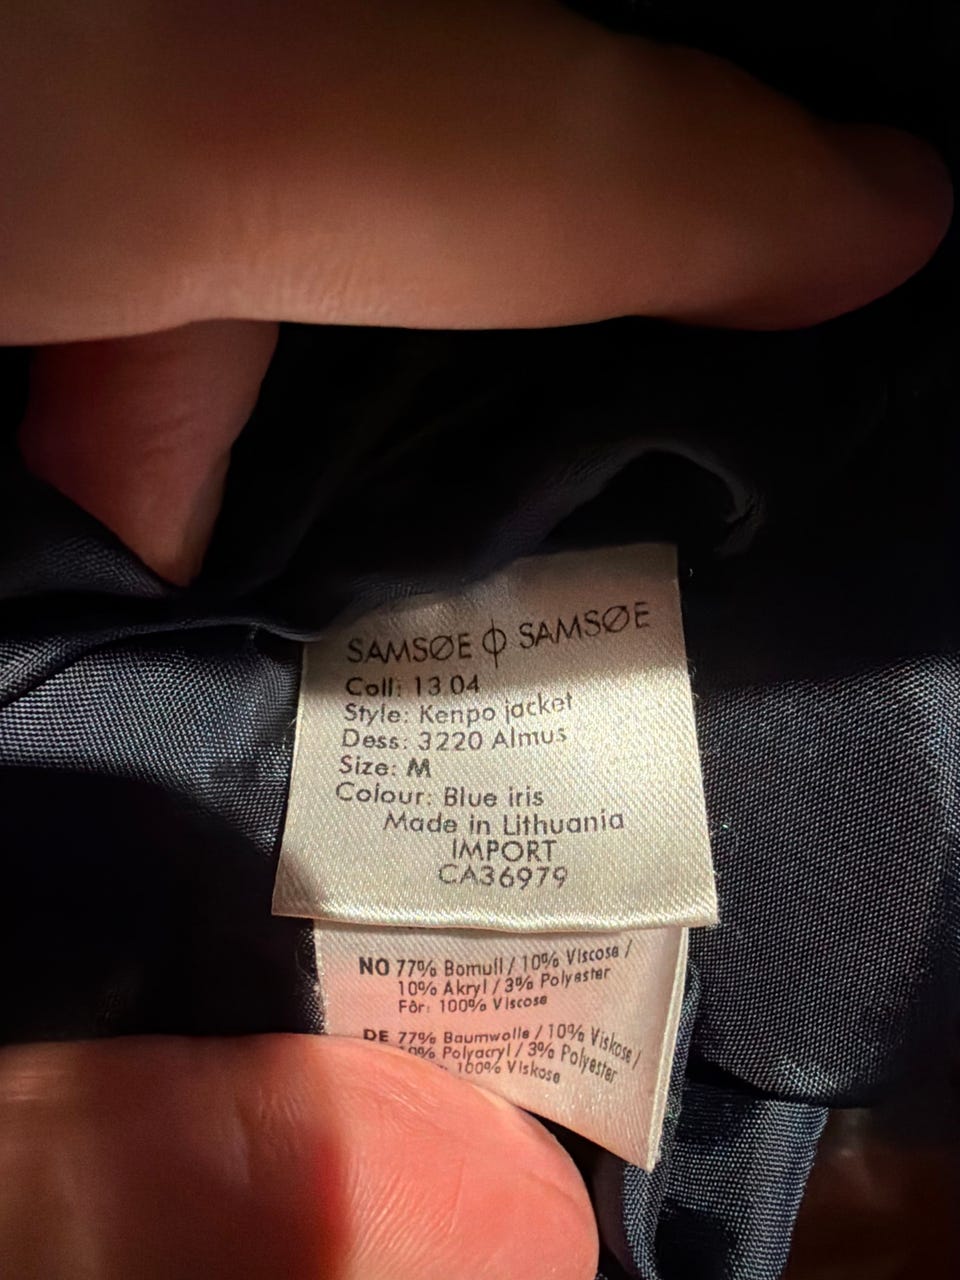 SAMSØE ϕ SAMSØE
Coll: 13 04
Style: Kenpo jacket
Dess: 3220 Almus
Size: M
Colour: Blue iris
Made in Lithuania
IMPORT
CA36979
NO 77% Bomull / 10% Viscose /
10% Akryl / 3% Polyester
Fôr: 100% Viscose
DE 77% Baumwolle / 10% Viskose /
Polyacryl / 3% Polyester
100% Viskose